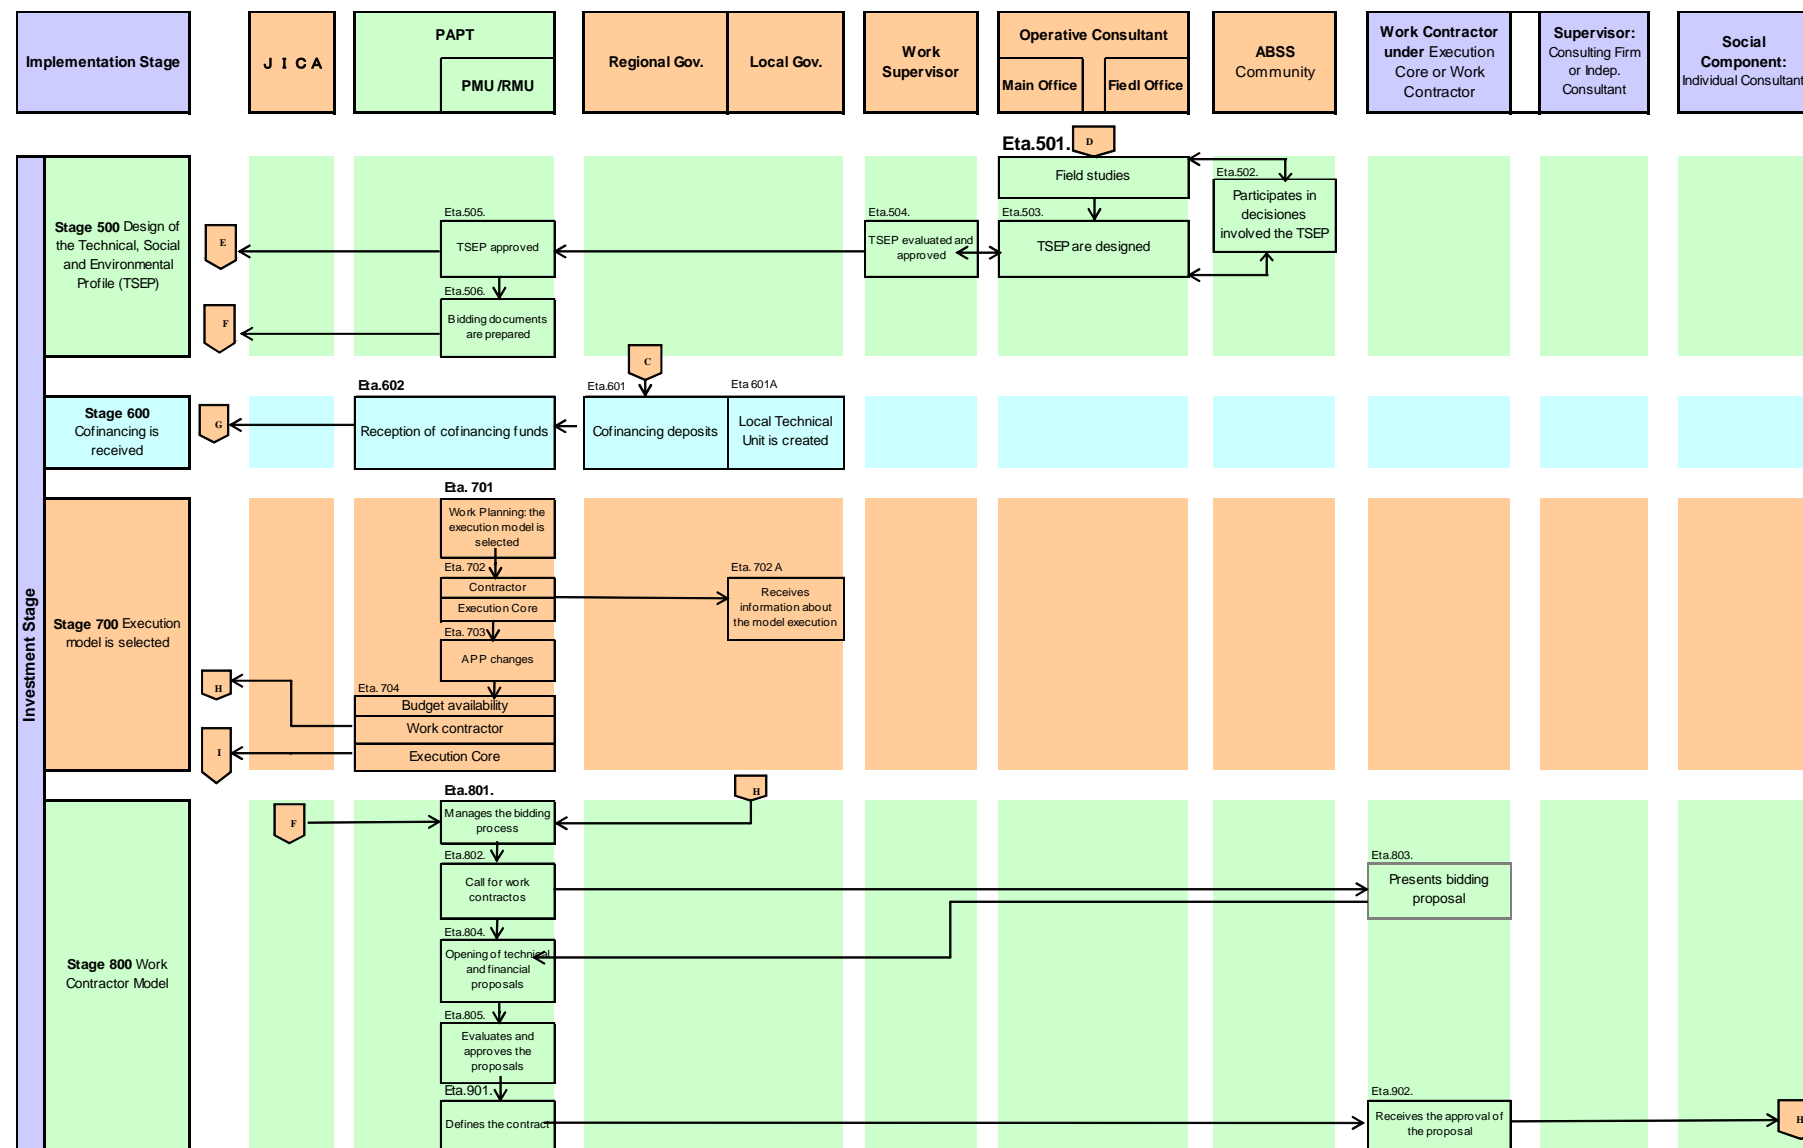 Implementation Stage
J I C A
PAPT
PMU /RMU
Regional Gov.
Local Gov.
Work
Supervisor
Operative Consultant
Main Office
Fiedl Office
ABSS
Community
Work Contractor
under Execution
Core or Work
Contractor
Supervisor:
Consulting Firm
or Indep.
Consultant
Social
Component:
Individual Consultant
Investment Stage
Stage 500 Design of
the Technical, Social
and Environmental
Profile (TSEP)
E
F
Eta.505.
TSEP approved
Eta.506.
Bidding documents
are prepared
Eta.504.
TSEP evaluated and
approved
Eta.501.
D
Field studies
Eta.503.
TSEP are designed
Eta.502.
Participates in
decisiones
involved the TSEP
Stage 600
Cofinancing is
received
G
Eta.602
Reception of cofinancing funds
C
Eta.601
Cofinancing deposits
Eta 601A
Local Technical
Unit is created
Stage 700 Execution
model is selected
H
I
Eta. 701
Work Planning: the
execution model is
selected
Eta. 702
Contractor
Execution Core
Eta. 702 A
Receives
information about
the model execution
Eta. 703
APP changes
Eta. 704
Budget availability
Work contractor
Execution Core
Stage 800 Work
Contractor Model
F
H
Eta.801.
Manages the bidding
process
Eta.802.
Call for work
contractos
Eta.803.
Presents bidding
proposal
Eta.804.
Opening of technical
and financial
proposals
Eta.805.
Evaluates and
approves the
proposals
Eta.901.
Defines the contract
Eta.902.
Receives the approval of
the proposal
H